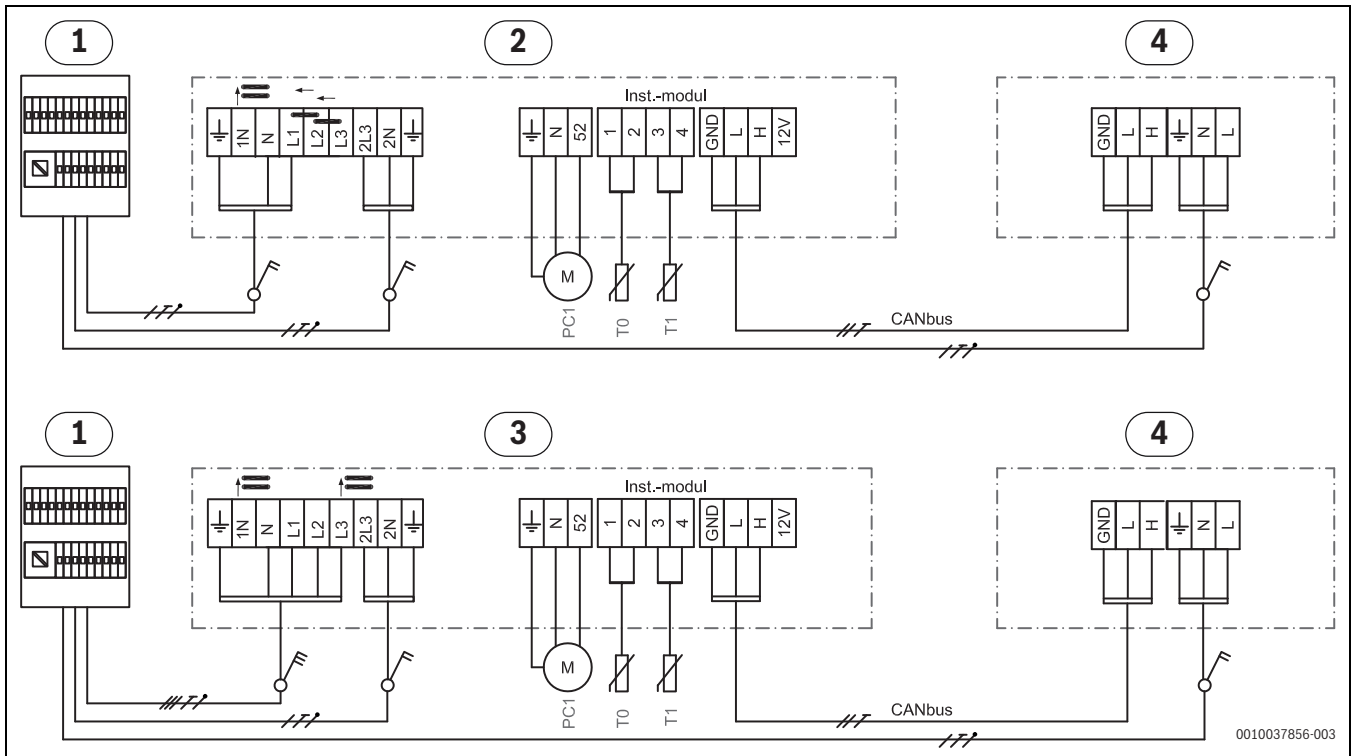 1
2
4
Inst.-modul
1N N L1 L2 L3 2L3 2N
N 52
1 2 3 4
GND L H 12V
GND L H N L
M
PC1
T0
T1
CANbus
1
3
4
Inst.-modul
1N N L1 L2 L3 2L3 2N
N 52
1 2 3 4
GND L H 12V
GND L H N L
M
PC1
T0
T1
CANbus
0010037856-003